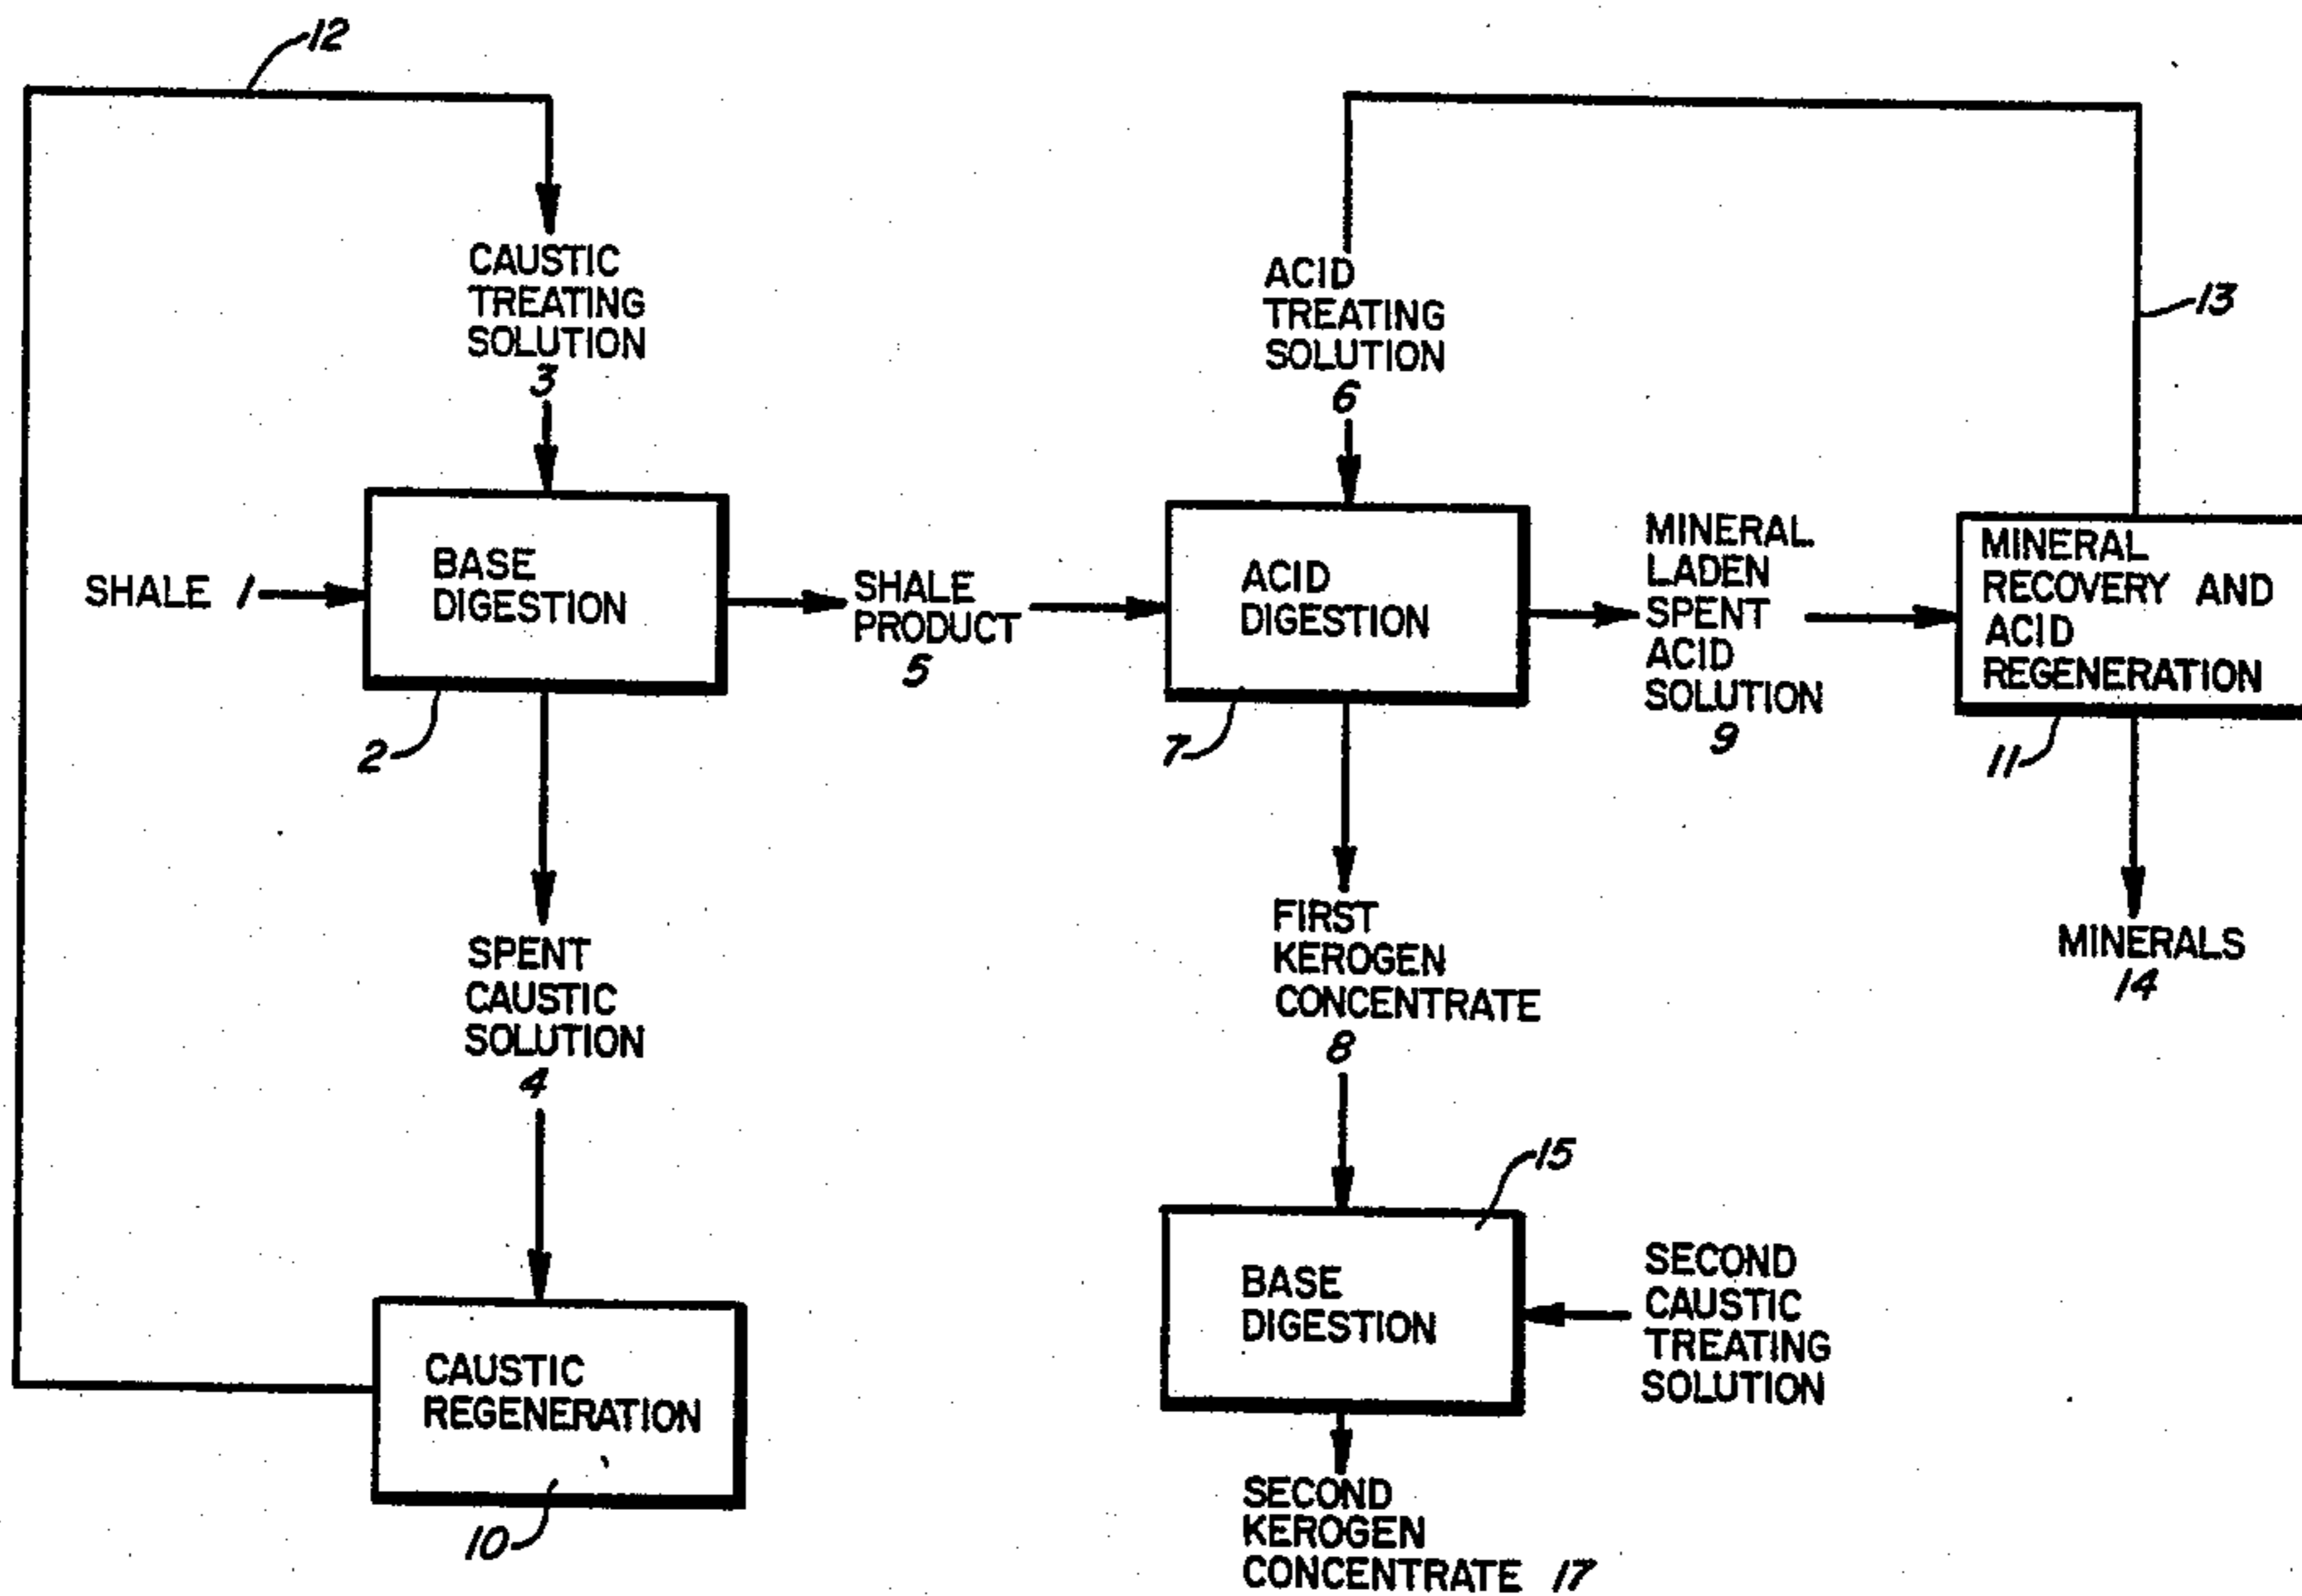 12
CAUSTIC
TREATING
SOLUTION
3
ACID
TREATING
SOLUTION
6
13
SHALE 1
BASE
DIGESTION
2
SHALE
PRODUCT
5
ACID
DIGESTION
7
MINERAL
LADEN
SPENT
ACID
SOLUTION
9
MINERAL
RECOVERY AND
ACID
REGENERATION
11
SPENT
CAUSTIC
SOLUTION
4
FIRST
KEROGEN
CONCENTRATE
8
MINERALS
14
CAUSTIC
REGENERATION
10
15
BASE
DIGESTION
SECOND
CAUSTIC
TREATING
SOLUTION
SECOND
KEROGEN
CONCENTRATE 17